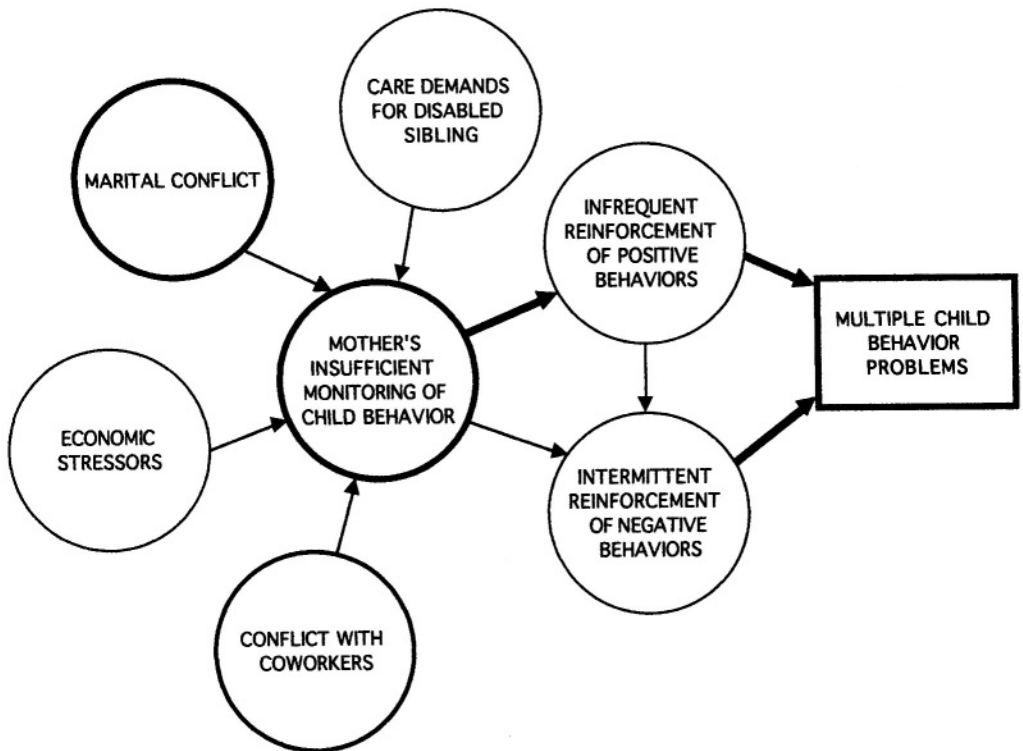 CARE DEMANDS
FOR DISABLED
SIBLING
MARITAL CONFLICT
INFREQUENT
REINFORCEMENT
OF POSITIVE
BEHAVIORS
MULTIPLE CHILD
BEHAVIOR
PROBLEMS
MOTHER'S
INSUFFICIENT
MONITORING OF
CHILD BEHAVIOR
ECONOMIC
STRESSORS
INTERMITTENT
REINFORCEMENT
OF NEGATIVE
BEHAVIORS
CONFLICT WITH
COWORKERS